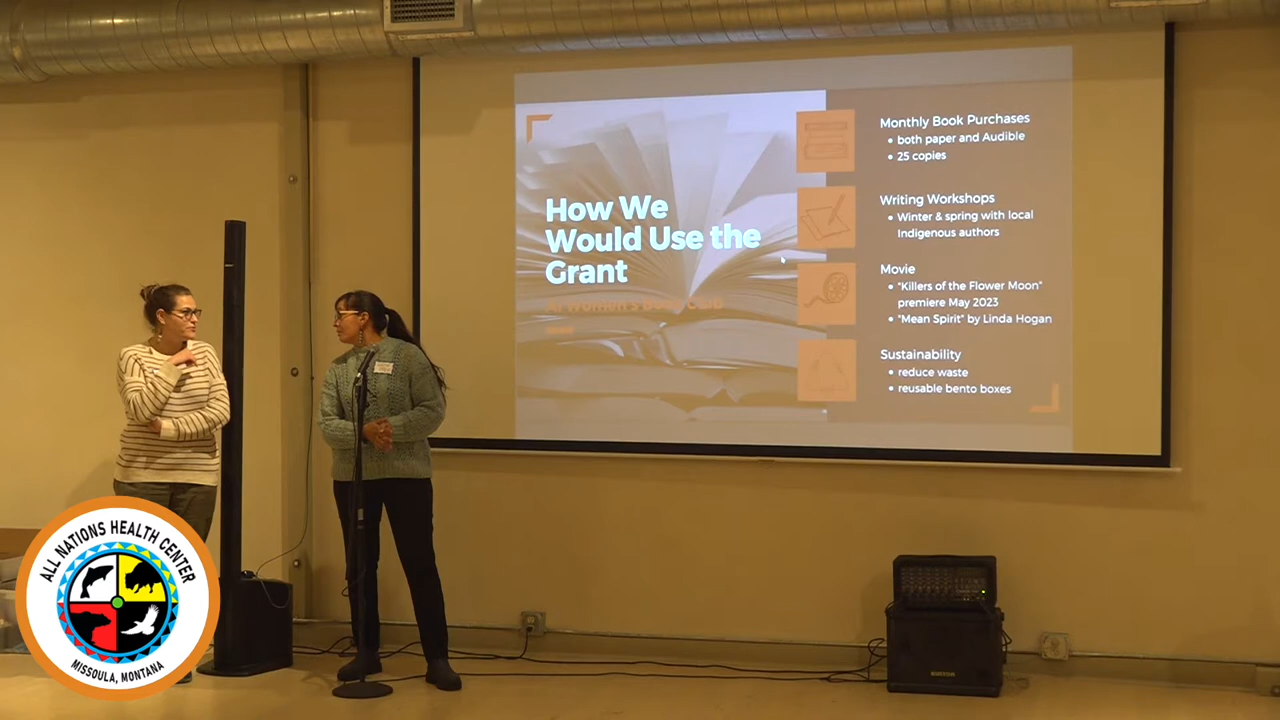 How We
Would Use the
Grant
Monthly Book Purchases
• both paper and Audible
• 25 copies
Writing Workshops
• Winter & spring with local
Indigenous authors
Movie
• "Killers of the Flower Moon"
premiere May 2023
• "Mean Spirit" by Linda Hogan
Sustainability
• reduce waste
• reusable bento boxes
ALL NATIONS HEALTH CENTER
MISSOULA, MONTANA